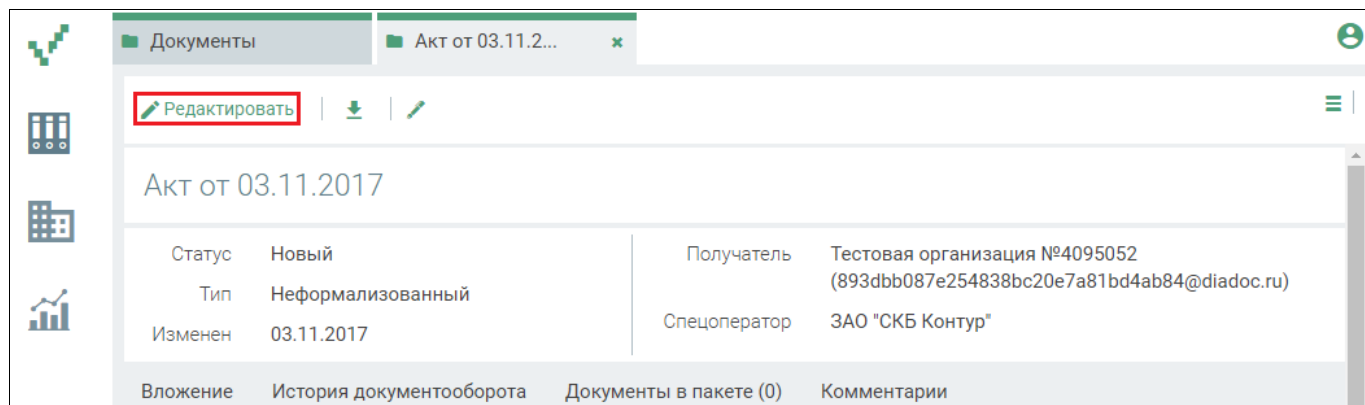 Документы
Акт от 03.11.2...
Редактировать
Акт от 03.11.2017
Статус Новый
Тип Неформализованный
Изменен 03.11.2017
Получатель Тестовая организация №4095052
(893dbb087e254838bc20e7a81bd4ab84@diadoc.ru)
Спецоператор ЗАО "СКБ Контур"
Вложение История документооборота Документы в пакете (0) Комментарии